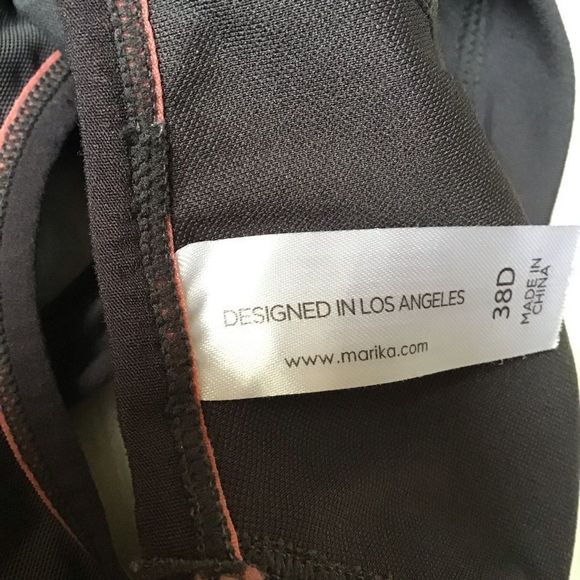 DESIGNED IN LOS ANGELES
www.marika.com
38D
MADE IN
CHINA